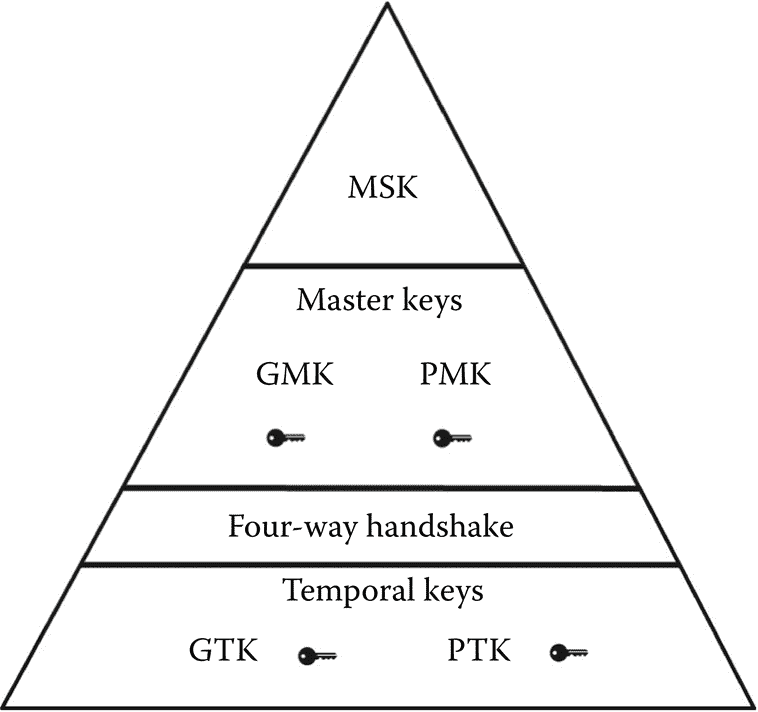 MSK
Master keys
GMK PMK
Four-way handshake
Temporal keys
GTK PTK